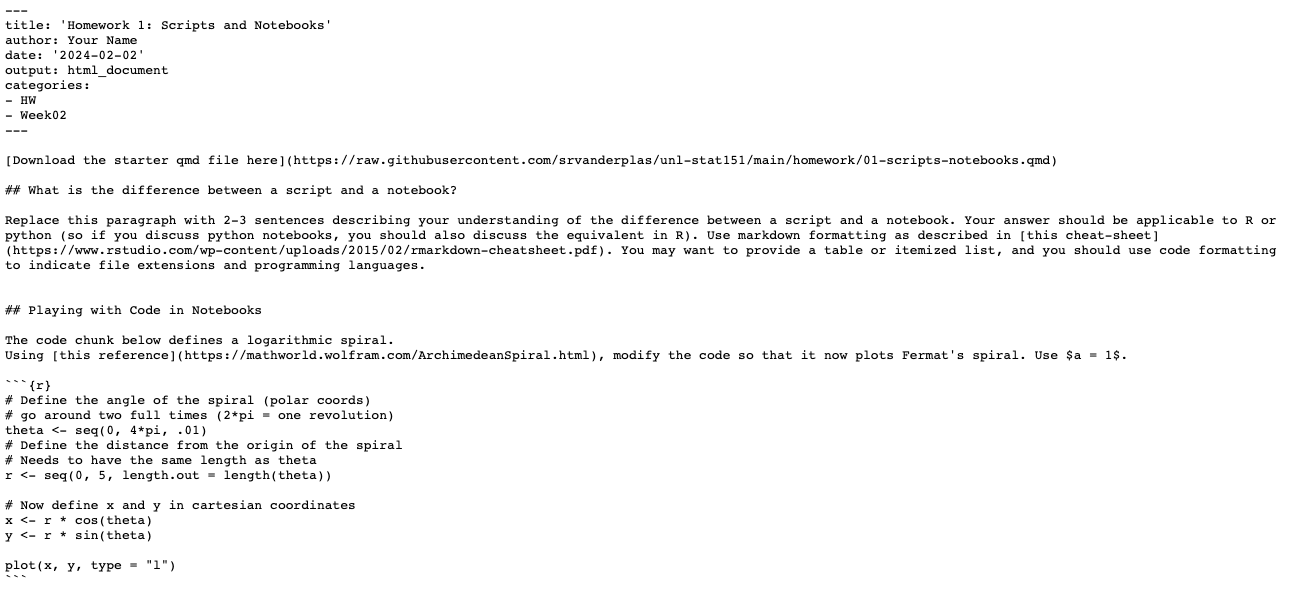 ---
title: 'Homework 1: Scripts and Notebooks'
author: Your Name
date: '2024-02-02'
output: html_document
categories:
- HW
- Week02
---
[Download the starter qmd file here](https://raw.githubusercontent.com/srvanderplas/unl-stat151/main/homework/01-scripts-notebooks.qmd)
## What is the difference between a script and a notebook?
Replace this paragraph with 2-3 sentences describing your understanding of the difference between a script and a notebook. Your answer should be applicable to R or
python (so if you discuss python notebooks, you should also discuss the equivalent in R). Use markdown formatting as described in [this cheat-sheet]
(https://www.rstudio.com/wp-content/uploads/2015/02/rmarkdown-cheatsheet.pdf). You may want to provide a table or itemized list, and you should use code formatting
to indicate file extensions and programming languages.
## Playing with Code in Notebooks
The code chunk below defines a logarithmic spiral.
Using [this reference](https://mathworld.wolfram.com/ArchimedeanSpiral.html), modify the code so that it now plots Fermat's spiral. Use $a = 1$.
```{r}
# Define the angle of the spiral (polar coords)
# go around two full times (2*pi = one revolution)
theta <- seq(0, 4*pi, .01)
# Define the distance from the origin of the spiral
# Needs to have the same length as theta
r <- seq(0, 5, length.out = length(theta))
# Now define x and y in cartesian coordinates
x <- r * cos(theta)
y <- r * sin(theta)
plot(x, y, type = "l")
```